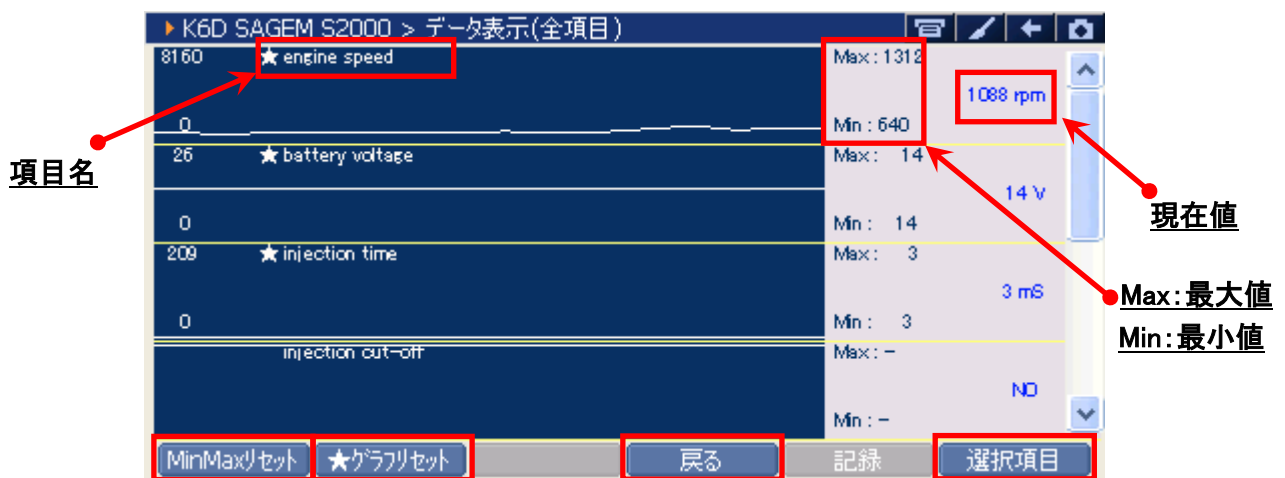 K6D SAGEM S2000 > データ表示(全項目)
8160 ★ engine speed Max : 1312
1088 rpm
0 Min : 640
26 ★ battery voltage Max : 14
14 V
0 Min : 14
209 ★ injection time Max : 3
3 mS
0 Min : 3
injection cut-off Max : -
NO
Min : -
MinMaxリセット ★グラフリセット 戻る 記録 選択項目
項目名
現在値
Max:最大値
Min:最小値